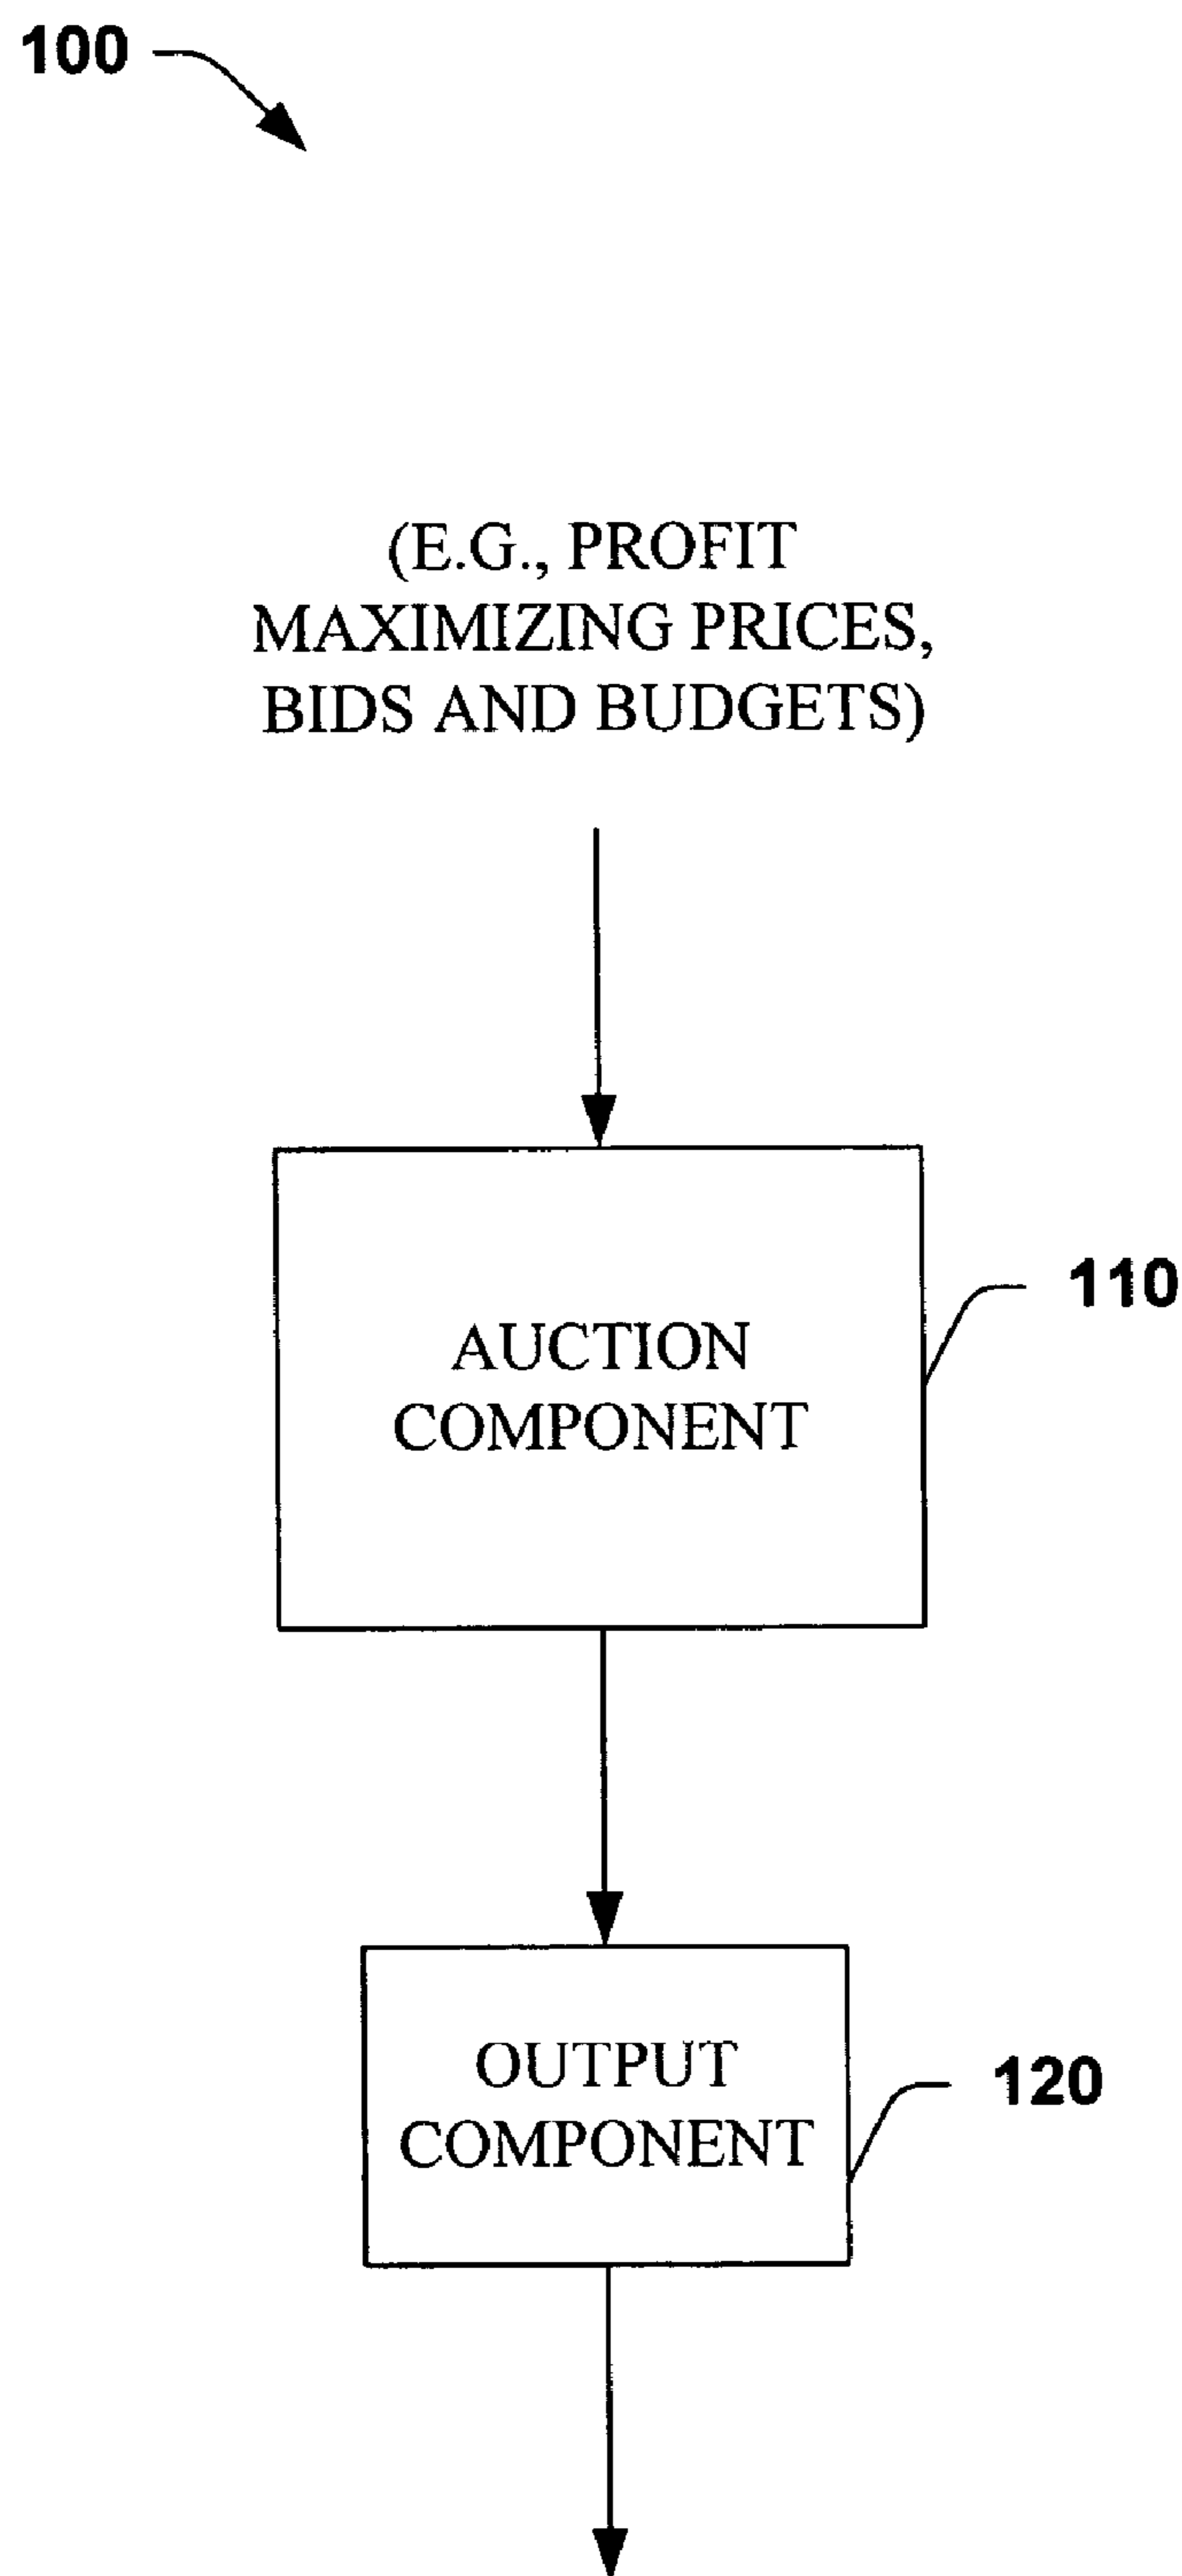 100
(E.G., PROFIT
MAXIMIZING PRICES,
BIDS AND BUDGETS)
110
AUCTION
COMPONENT
OUTPUT
120
COMPONENT